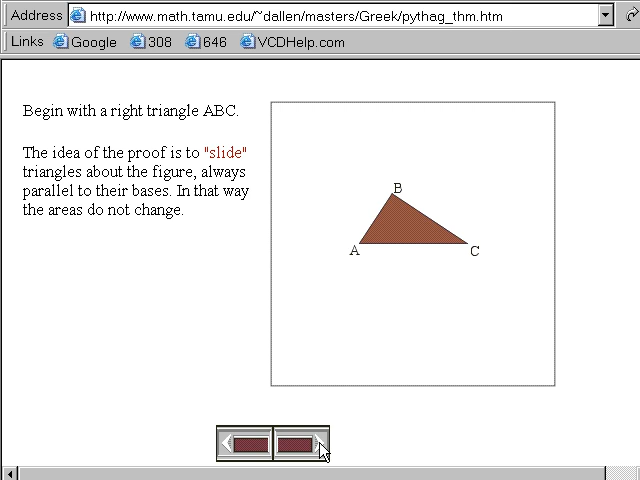 Address http://www.math.tamu.edu/~dallen/masters/Greek/pythag_thm.htm
Links Google 308 646 VCDHelp.com
Begin with a right triangle ABC.
The idea of the proof is to "slide"
triangles about the figure, always
parallel to their bases. In that way
the areas do not change.
B
A
C